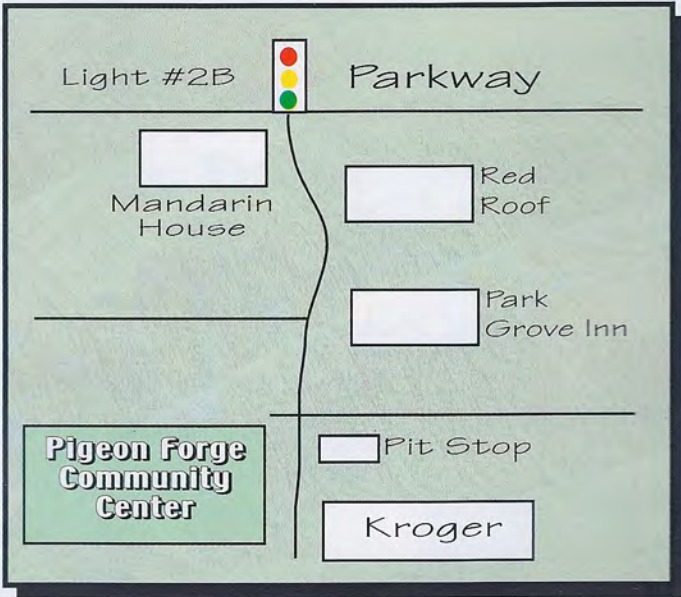 Light #2B
Parkway
Mandarin
House
Red
Roof
Park
Grove Inn
Pigeon Forge
Community
Center
Pit Stop
Kroger